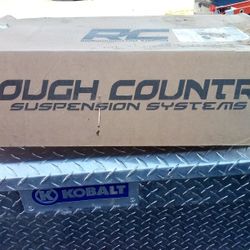 RC
OUGH COUNTR
SUSPENSION SYSTEMS
K KOBALT